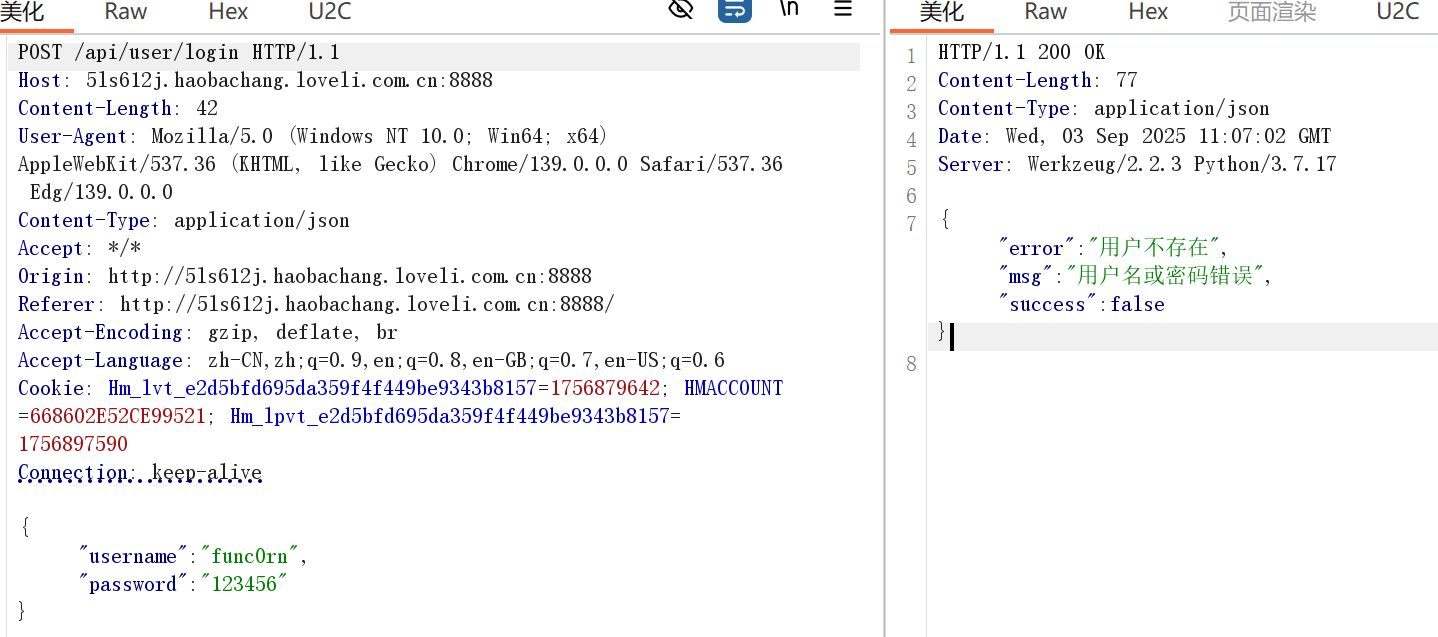 美化 Raw Hex U2C \n
POST /api/user/login HTTP/1.1
Host: 5ls612j.haobachang.loveli.com.cn:8888
Content-Length: 42
User-Agent: Mozilla/5.0 (Windows NT 10.0; Win64; x64)
AppleWebKit/537.36 (KHTML, like Gecko) Chrome/139.0.0.0 Safari/537.36
Edg/139.0.0.0
Content-Type: application/json
Accept: */*
Origin: http://5ls612j.haobachang.loveli.com.cn:8888
Referer: http://5ls612j.haobachang.loveli.com.cn:8888/
Accept-Encoding: gzip, deflate, br
Accept-Language: zh-CN,zh;q=0.9,en;q=0.8,en-GB;q=0.7,en-US;q=0.6
Cookie: Hm_lvt_e2d5bfd695da359f4f449be9343b8157=1756879642; HMACCOUNT
=668602E52CE99521; Hm_lpvt_e2d5bfd695da359f4f449be9343b8157=
1756897590
Connection: keep-alive
{
"username":"func0rn",
"password":"123456"
}
美化 Raw Hex 页面渲染 U2C
1 HTTP/1.1 200 OK
2 Content-Length: 77
3 Content-Type: application/json
4 Date: Wed, 03 Sep 2025 11:07:02 GMT
5 Server: Werkzeug/2.2.3 Python/3.7.17
6
7 {
"error":"用户不存在",
"msg":"用户名或密码错误",
"success":false
}
8